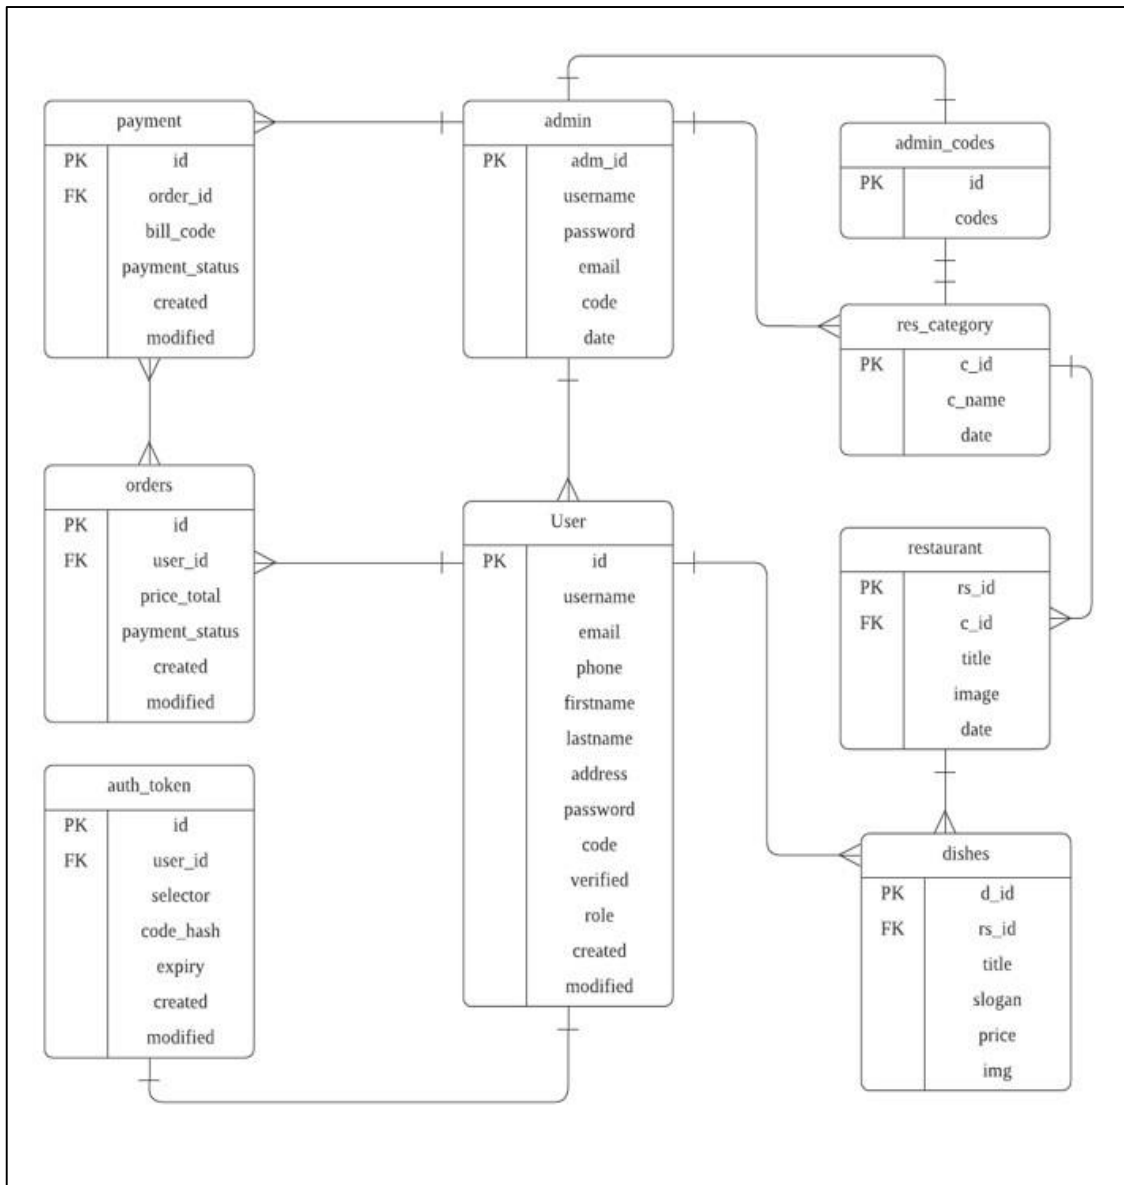 payment
PK id
FK order_id
bill_code
payment_status
created
modified
admin
PK adm_id
username
password
email
code
date
admin_codes
PK id
codes
res_category
PK c_id
c_name
date
orders
PK id
FK user_id
price_total
payment_status
created
modified
User
PK id
username
email
phone
firstname
lastname
address
password
code
verified
role
created
modified
restaurant
PK rs_id
FK c_id
title
image
date
auth_token
PK id
FK user_id
selector
code_hash
expiry
created
modified
dishes
PK d_id
FK rs_id
title
slogan
price
img